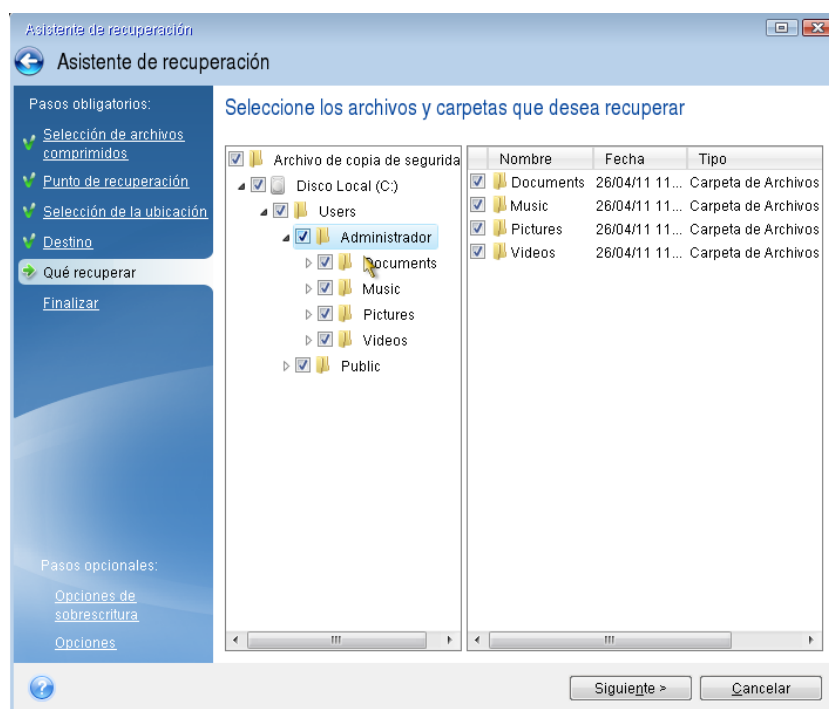 Asistente de recuperación
Asistente de recuperación
Pasos obligatorios:
Selección de archivos
comprimidos
Punto de recuperación
Selección de la ubicación
Destino
Qué recuperar
Finalizar
Pasos opcionales:
Opciones de
sobrescritura
Opciones
Seleccione los archivos y carpetas que desea recuperar
Archivo de copia de segurida
Disco Local (C:)
Users
Administrador
Documents
Music
Pictures
Videos
Public
Nombre Fecha Tipo
Documents 26/04/11 11... Carpeta de Archivos
Music 26/04/11 11... Carpeta de Archivos
Pictures 26/04/11 11... Carpeta de Archivos
Videos 26/04/11 11... Carpeta de Archivos
Siguiente >
Cancelar